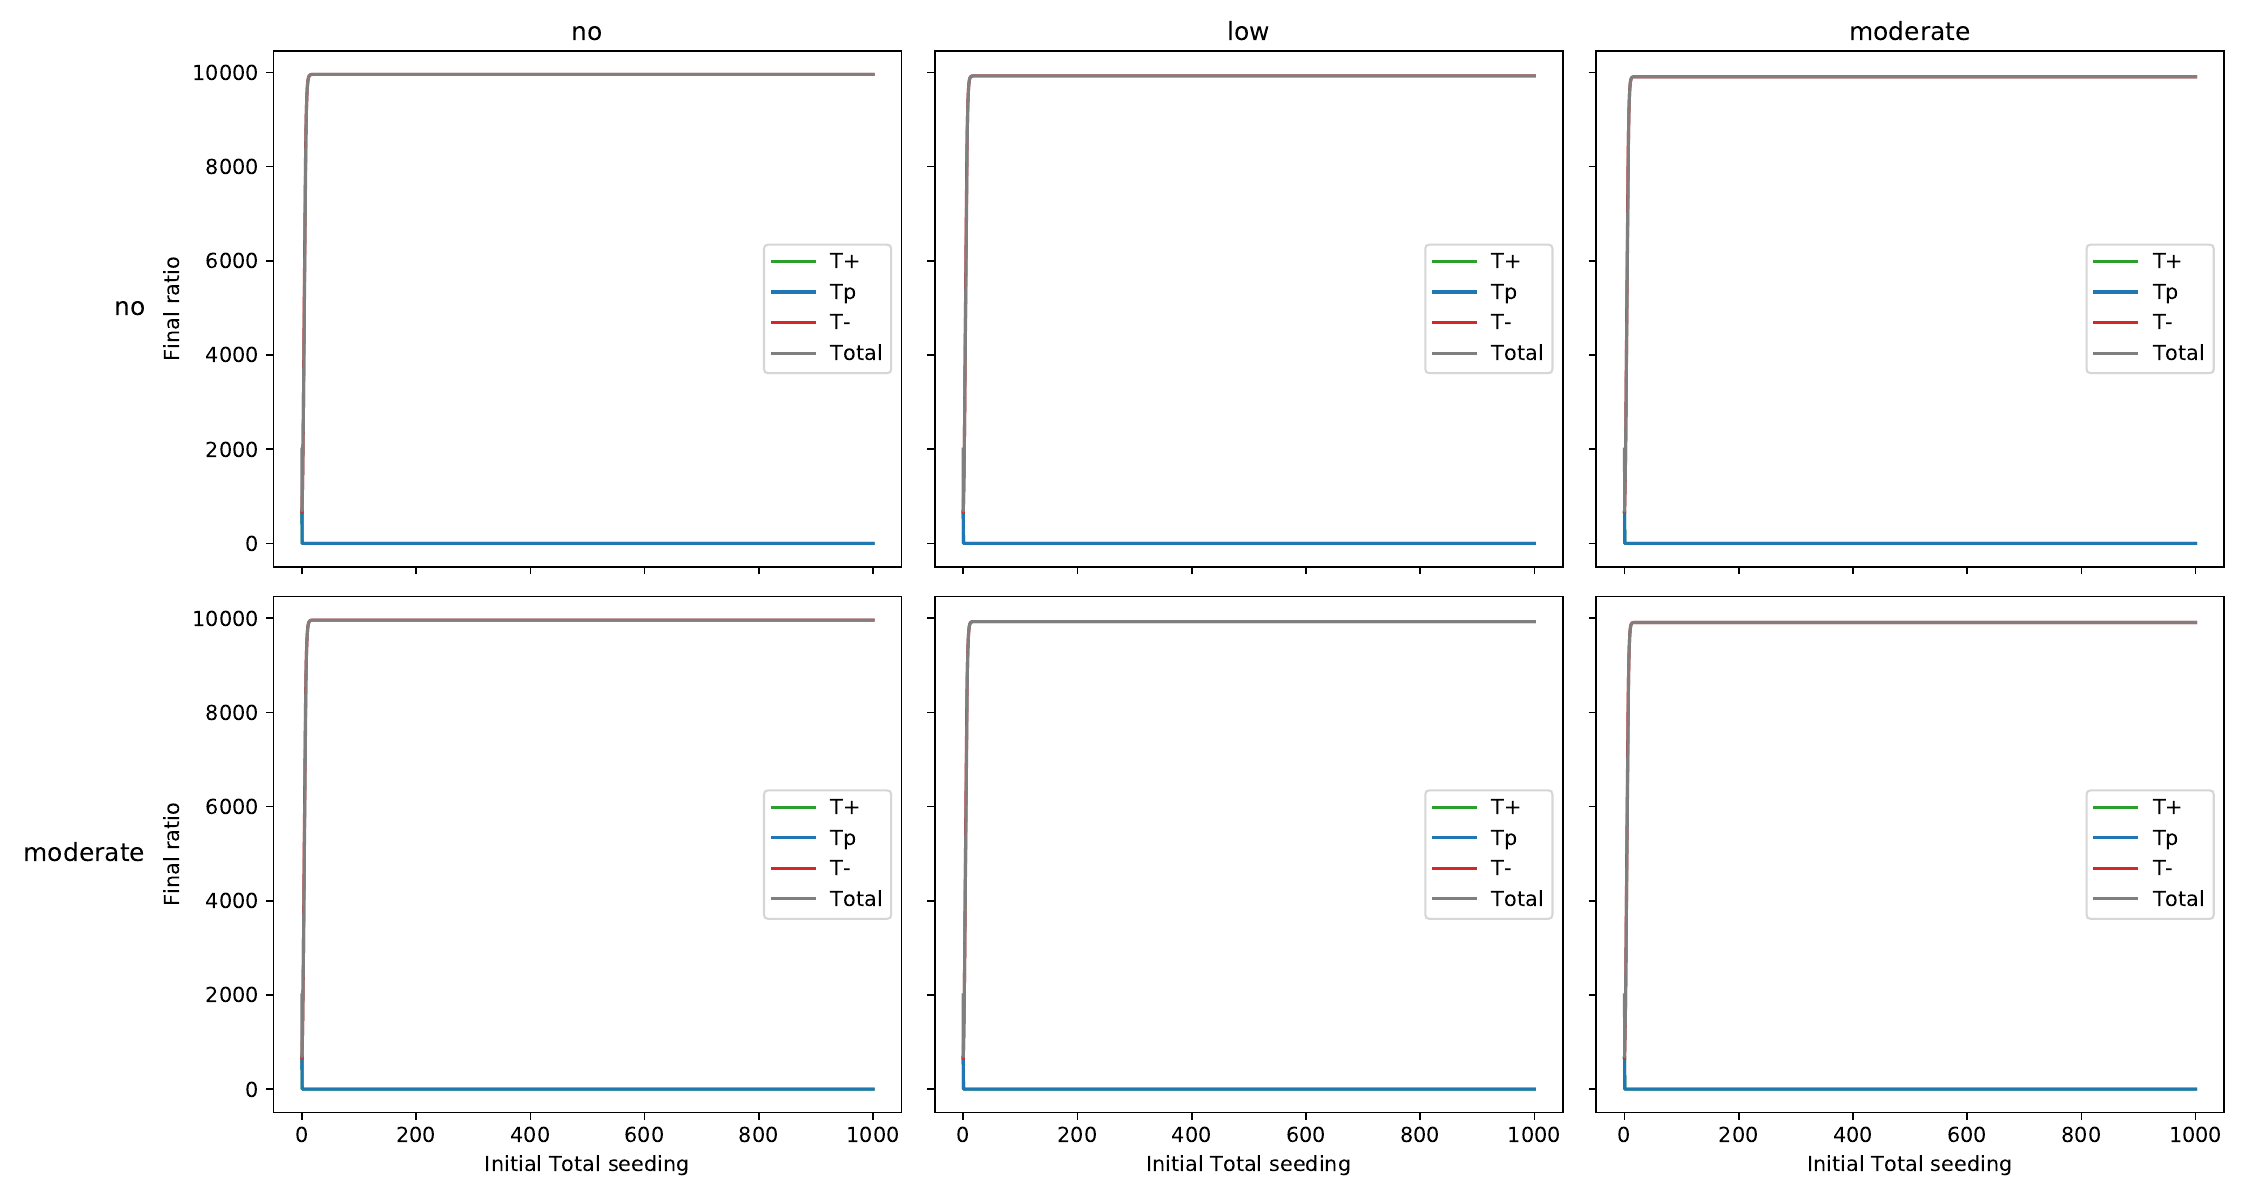 no low moderate
10000
8000
6000
4000
2000
0
Final ratio
no
T+
Tp
T-
Total
T+
Tp
T-
Total
T+
Tp
T-
Total
10000
8000
6000
4000
2000
0
Final ratio
moderate
T+
Tp
T-
Total
T+
Tp
T-
Total
T+
Tp
T-
Total
0 200 400 600 800 1000
0 200 400 600 800 1000
0 200 400 600 800 1000
Initial Total seeding
Initial Total seeding
Initial Total seeding